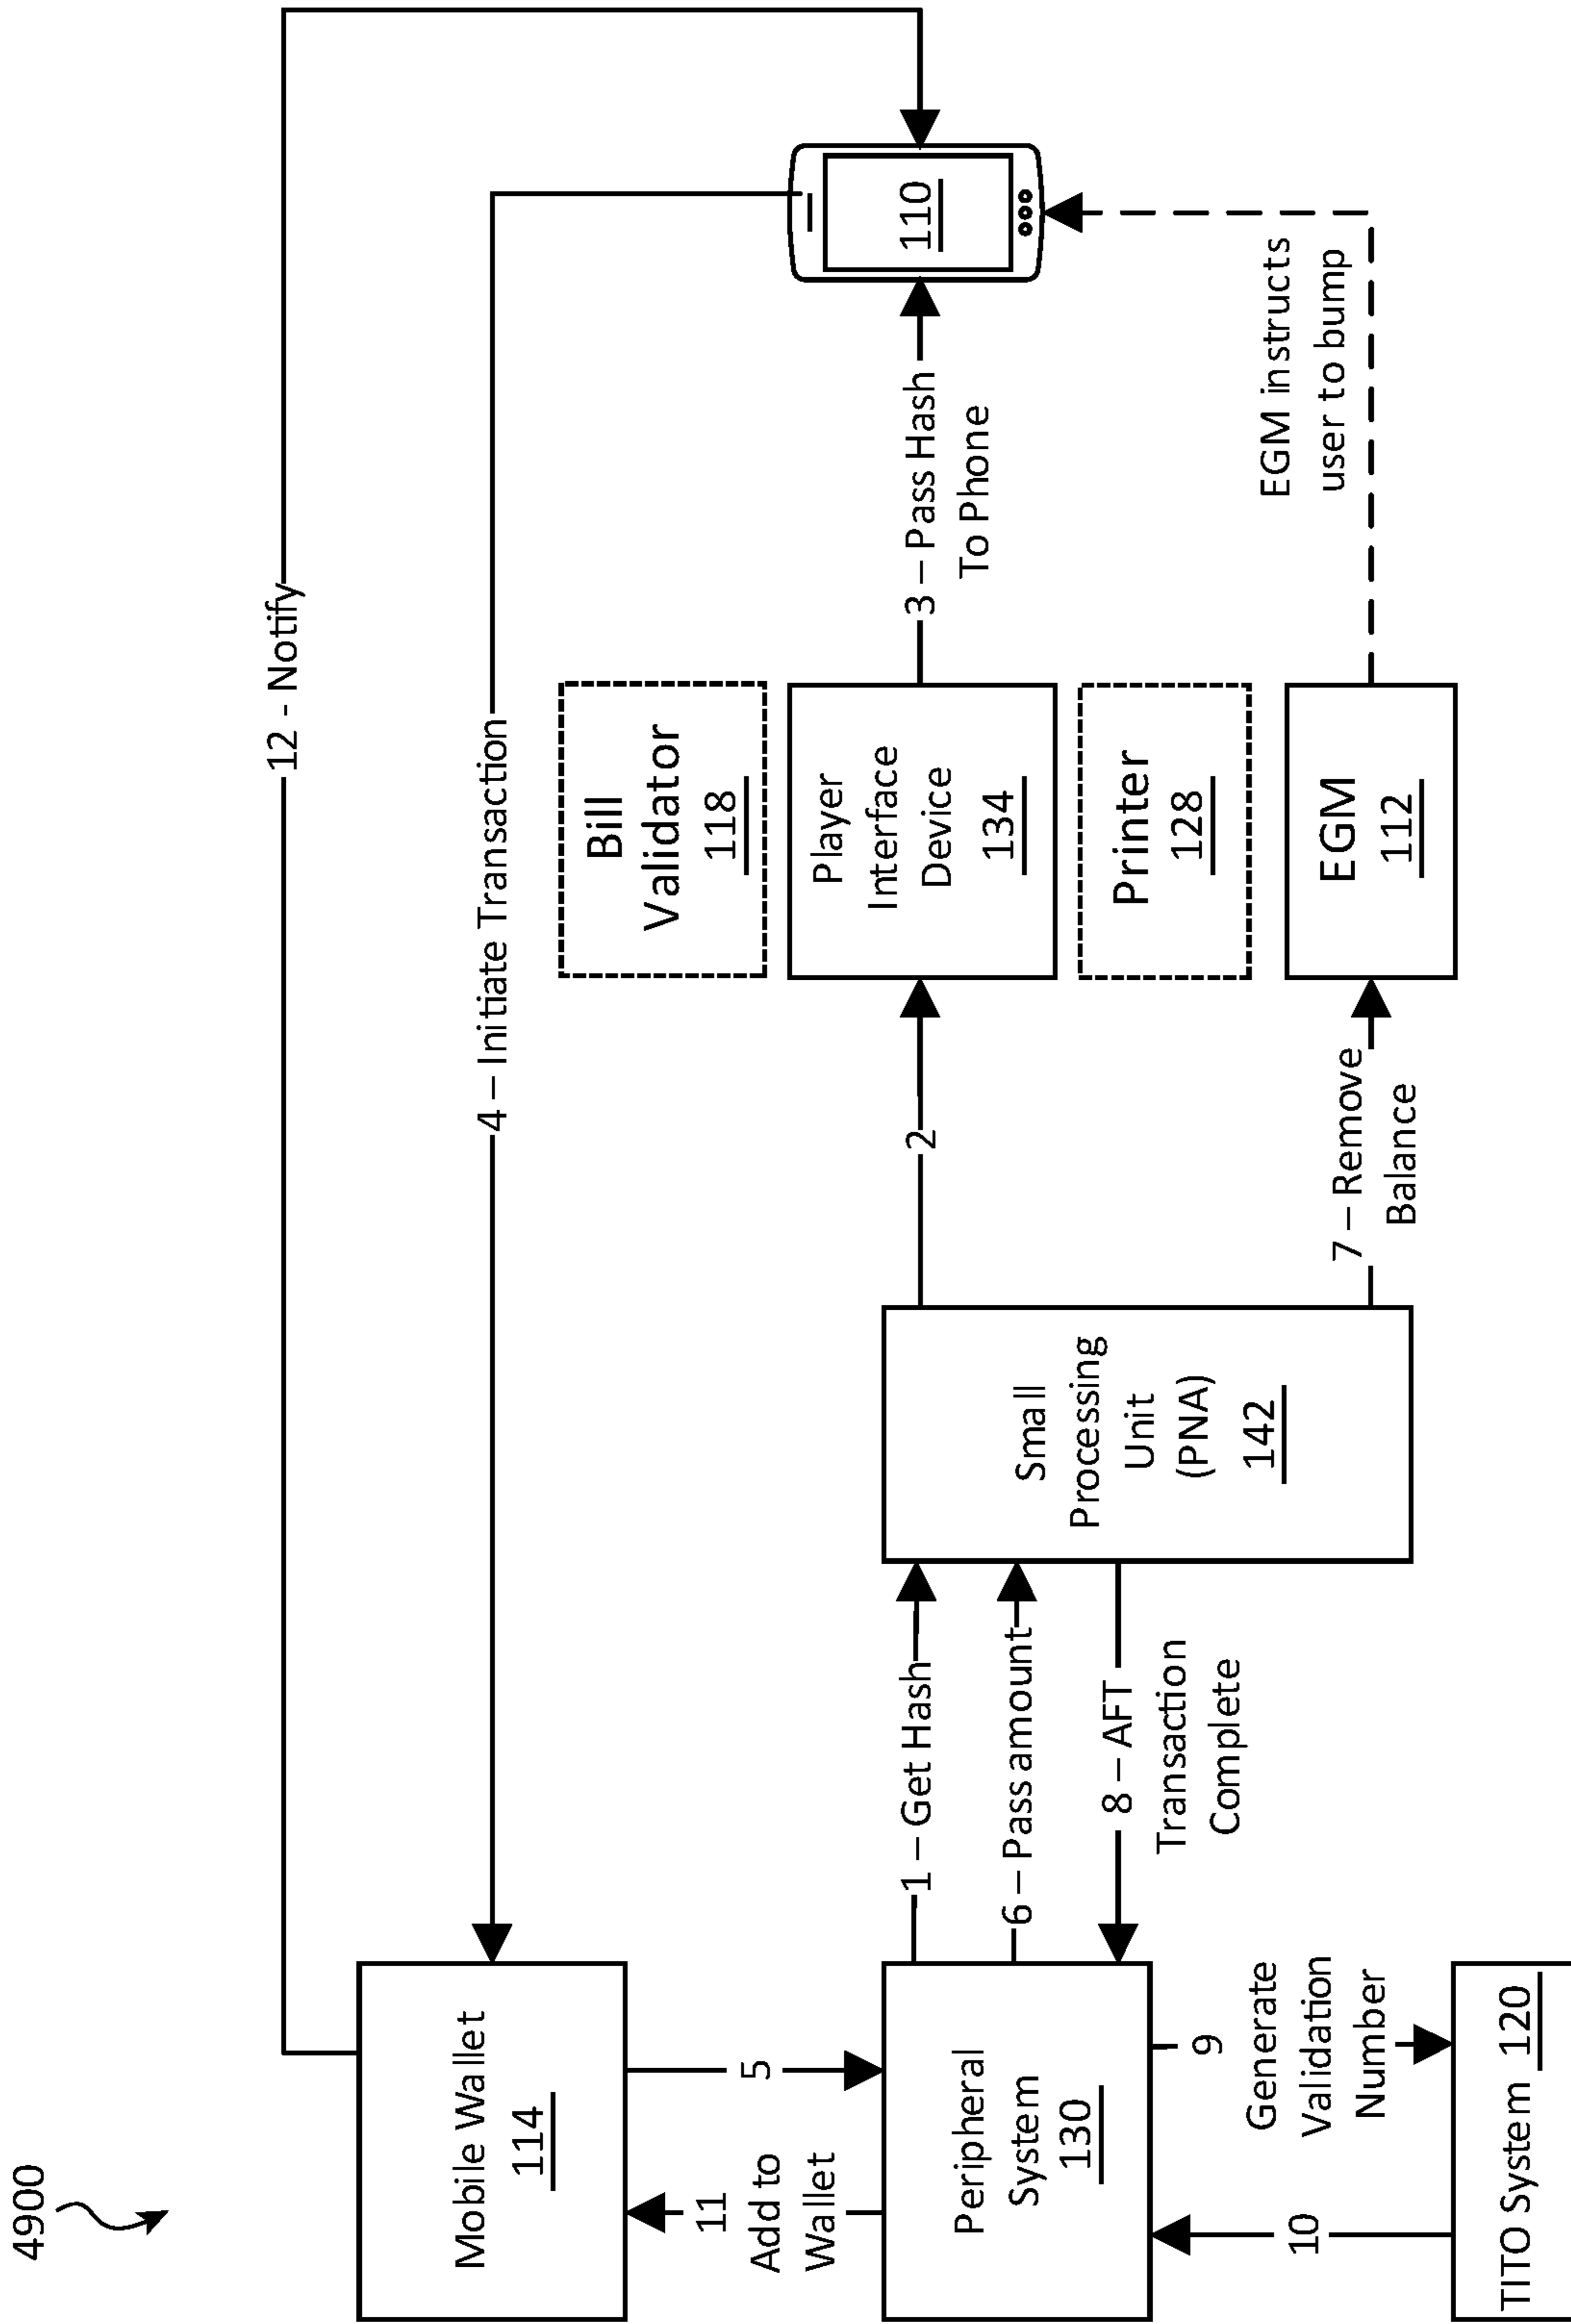 4900
12 - Notify
4 – Initiate Transaction
Mobile Wallet
114
11
Add to
Wallet
5
Peripheral
System
130
1 – Get Hash
6 – Pass amount
8 – AFT
Transaction
Complete
9
Generate
Validation
Number
10
TITO System 120
Small
Processing
Unit
(PNA)
142
2
7 – Remove
Balance
Bill
Validator
118
Player
Interface
Device
134
Printer
128
EGM
112
3 – Pass Hash
To Phone
110
EGM instructs
user to bump